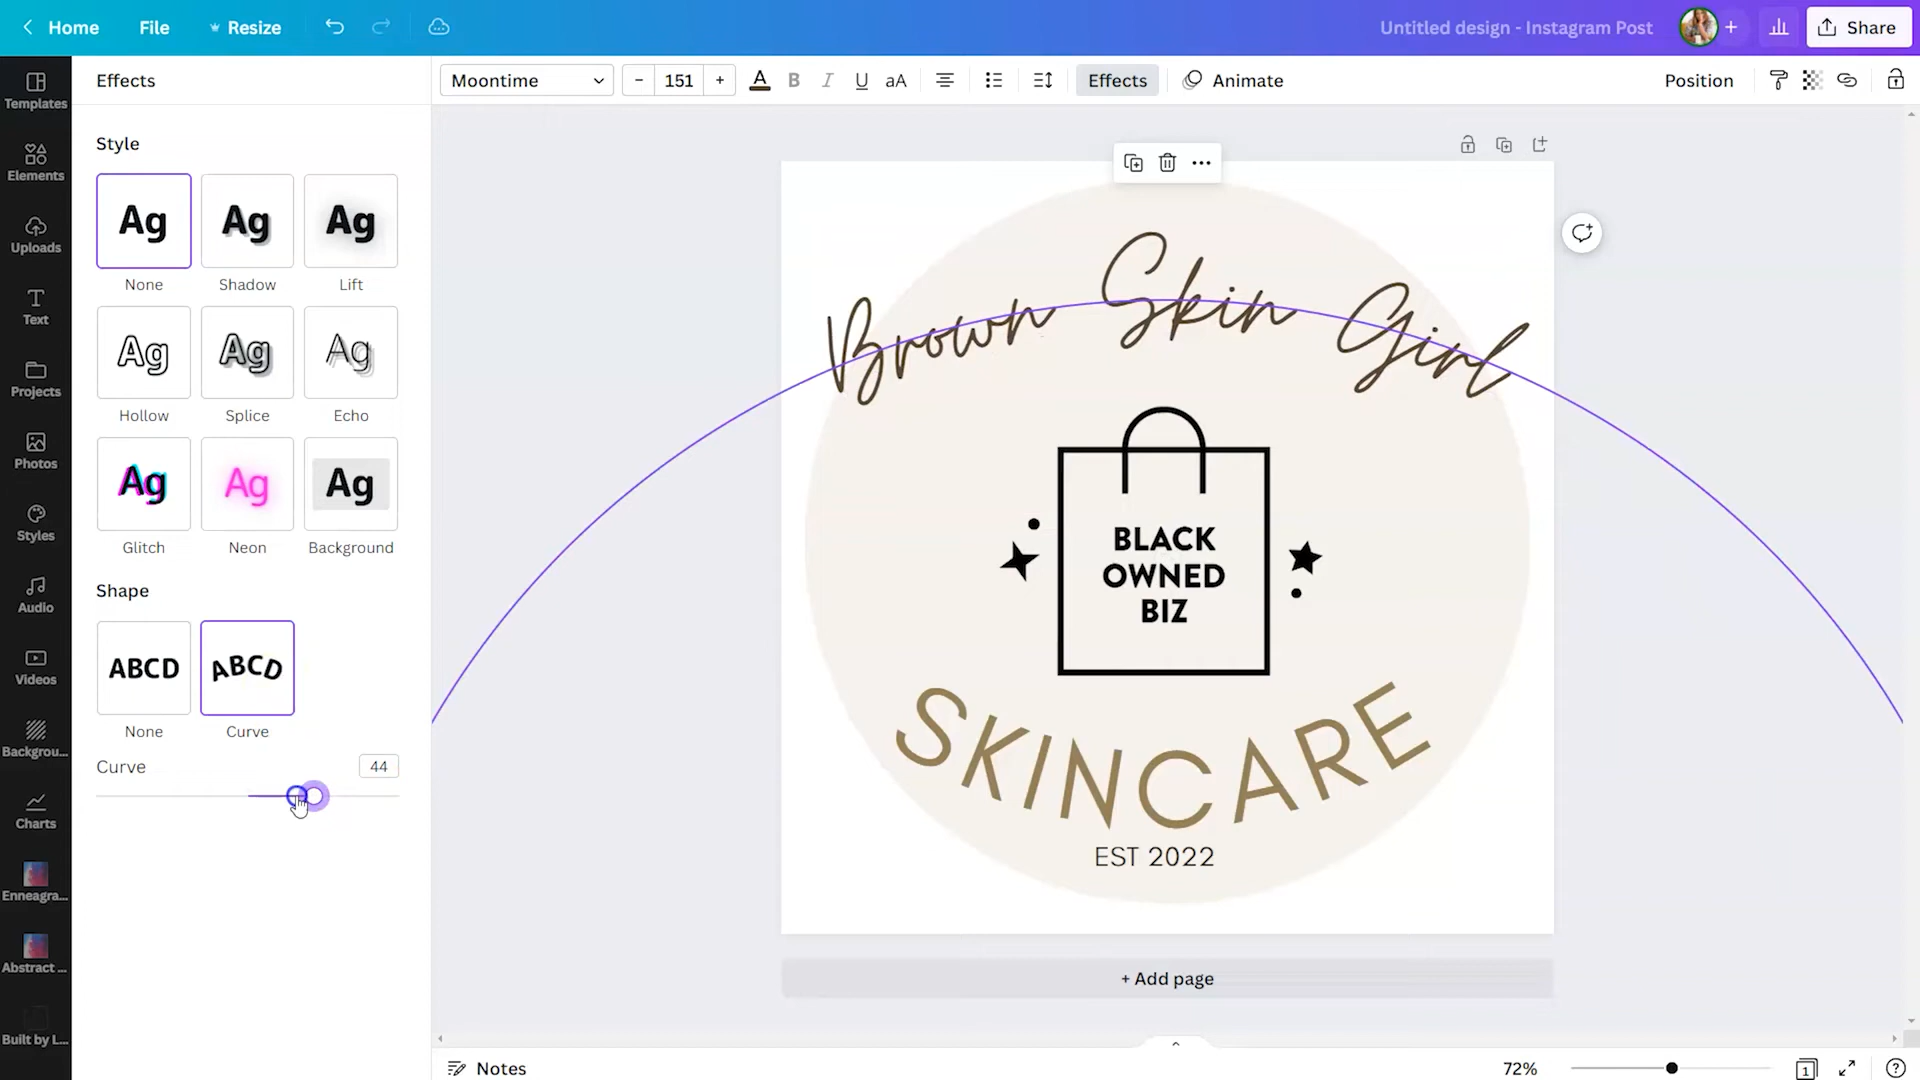 Home
File
Resize
Untitled design - Instagram Post
+
Share
Templates
Elements
Uploads
Text
Projects
Photos
Styles
Audio
Videos
Backgrou...
Charts
Enneagra...
Abstract ...
Built by L...
Effects
Style
Ag
Ag
Ag
None
Shadow
Lift
Ag
Ag
Ag
Hollow
Splice
Echo
Ag
Ag
Ag
Glitch
Neon
Background
Shape
ABCD
ABCD
None
Curve
Curve
44
Moontime
-
151
+
A
B
I
U
aA
Effects
Animate
Position
Brown Skin Girl
BLACK
OWNED
BIZ
SKINCARE
EST 2022
+ Add page
Notes
72%
1
?